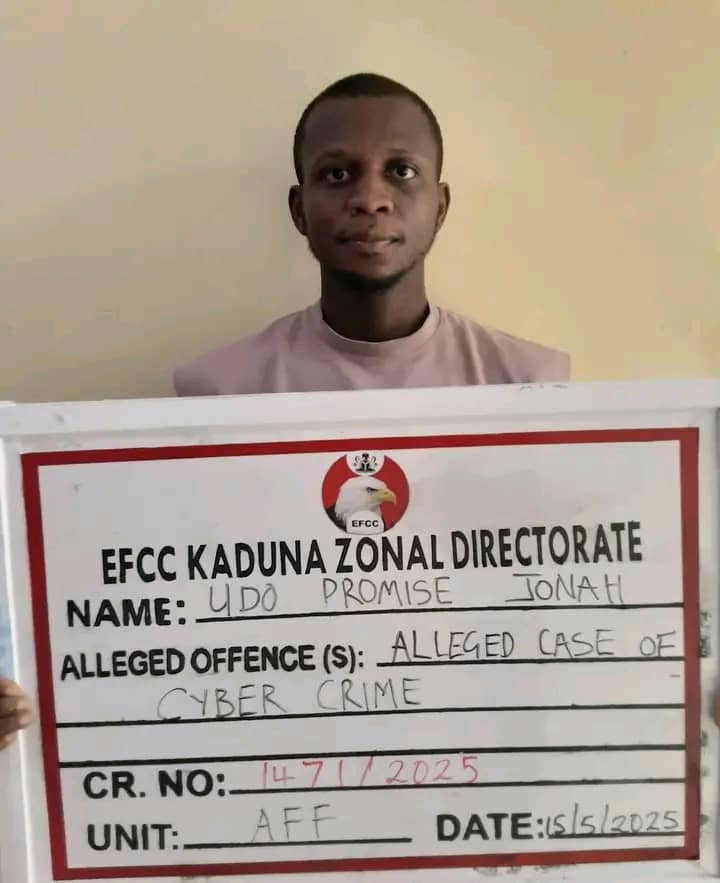 EFCC
EFCC KADUNA ZONAL DIRECTORATE
NAME: UDO PROMISE JONAH
ALLEGED OFFENCE (S): ALLEGED CASE OF
CYBER CRIME
CR. NO: 1471/2025
UNIT: AFF DATE: 15/5/2025